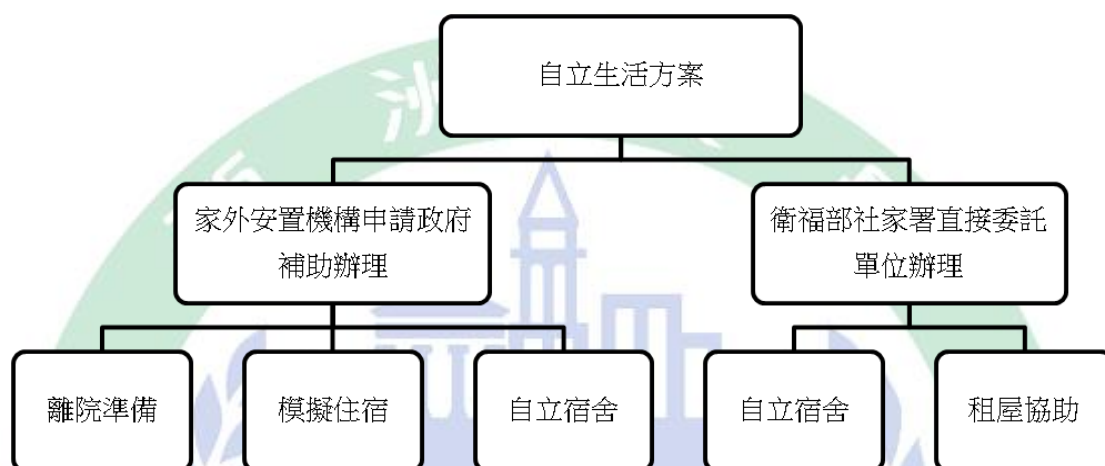 自立生活方案
家外安置機構申請政府
補助辦理
衛福部社家署直接委託
單位辦理
離院準備
模擬住宿
自立宿舍
自立宿舍
租屋協助